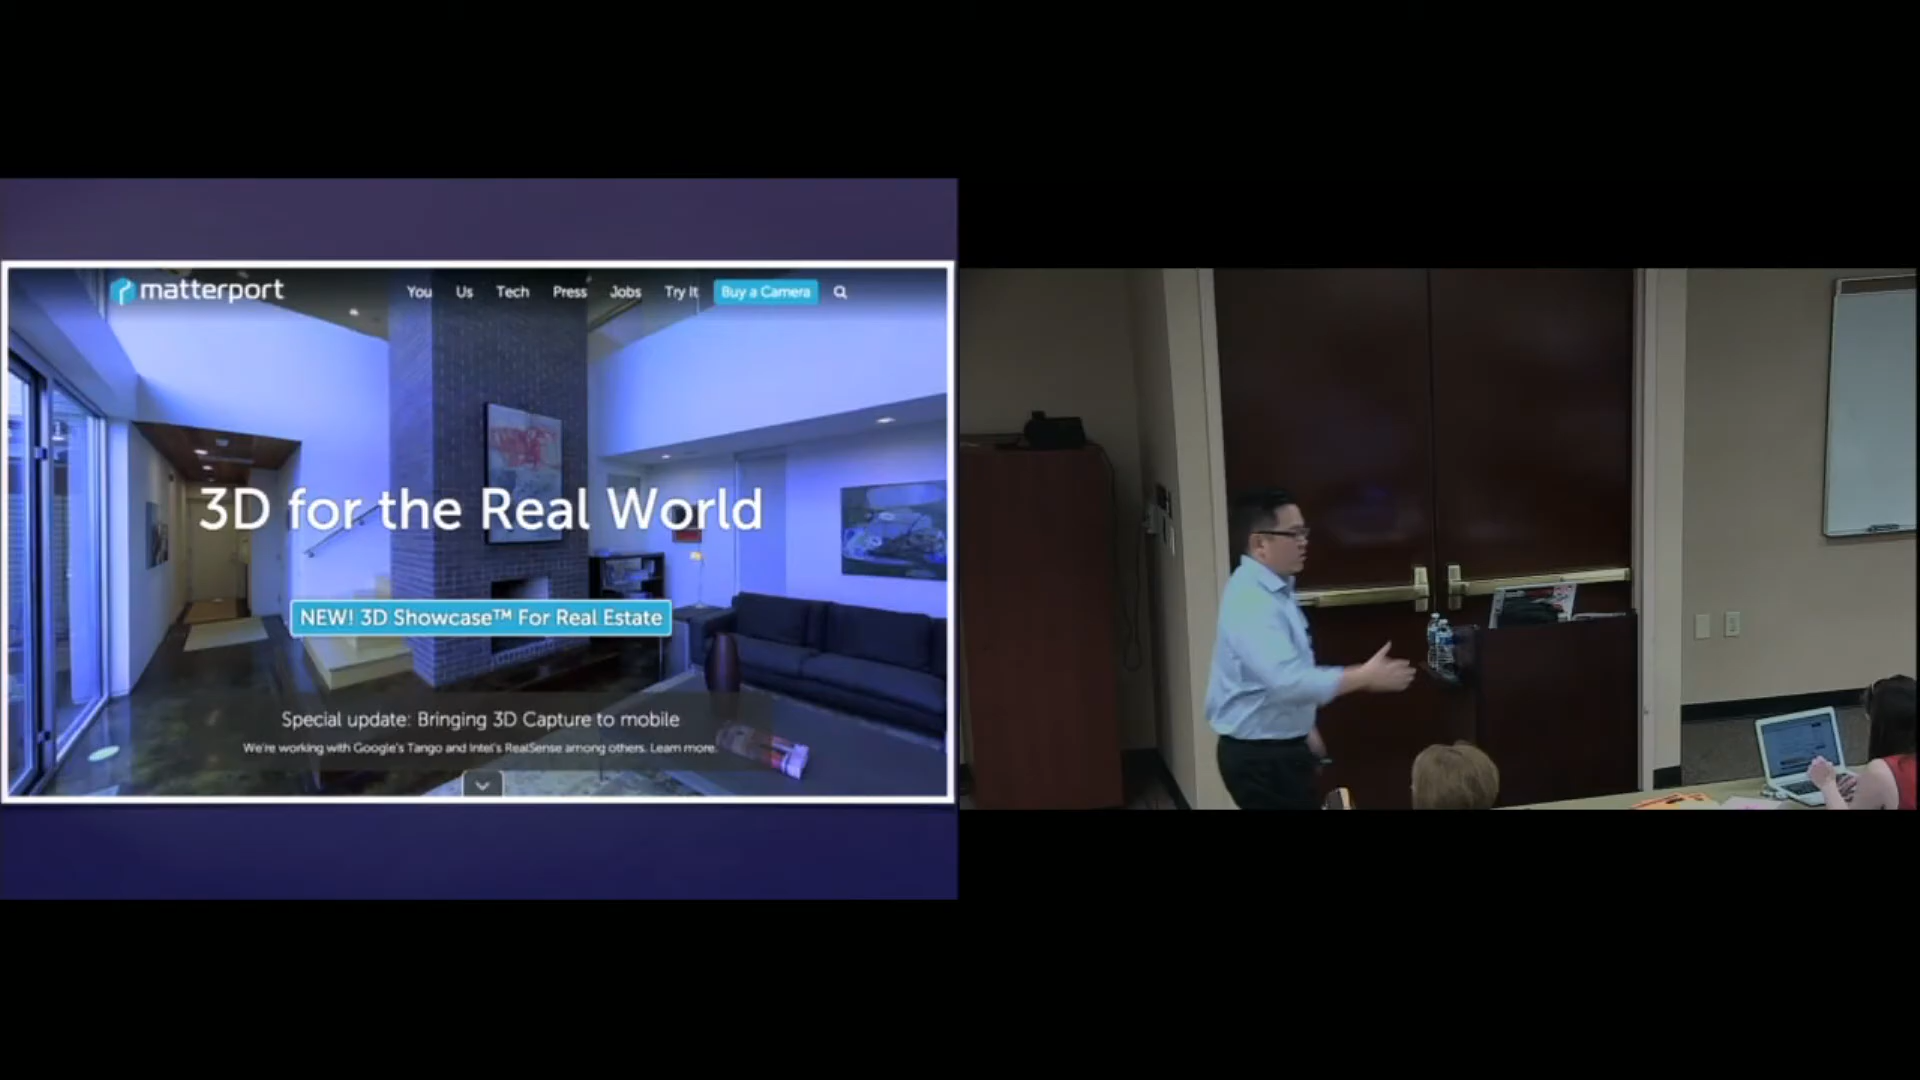 matterport
You Us Tech Press Jobs Try It Buy a Camera
3D for the Real World
NEW! 3D Showcase™ For Real Estate
Special update: Bringing 3D Capture to mobile
We're working with Google's Tango and Intel's RealSense among others. Learn more.